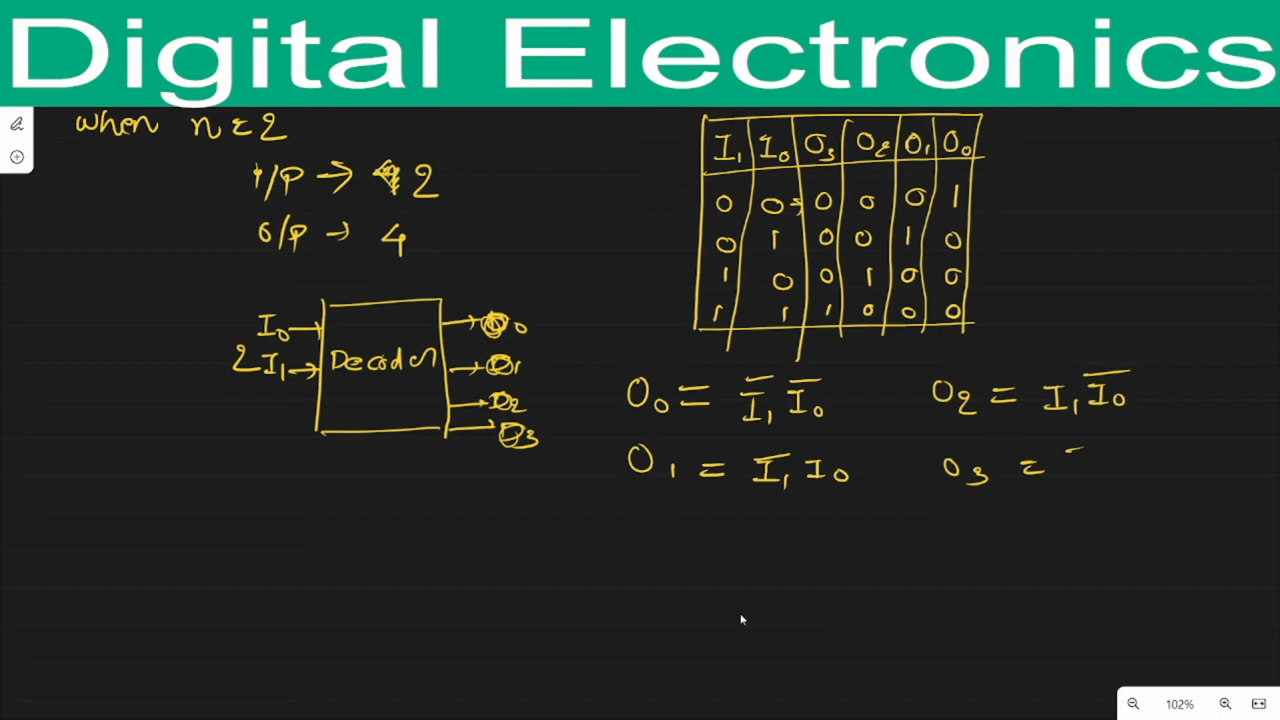 Digital Electronics
when n = 2
i/p → 2
o/p → 4
I₁ I₀ O₃ O₂ O₁ O₀
0 0 → 0 0 0 1
0 1 0 0 1 0
1 0 0 1 0 0
1 1 1 0 0 0
I₀ → Decoder → O₀
2 I₁ → → O₁
→ O₂
→ O₃
O₀ = I̅₁ I̅₀
O₂ = I₁ I̅₀
O₁ = I̅₁ I₀
O₃ =
102%